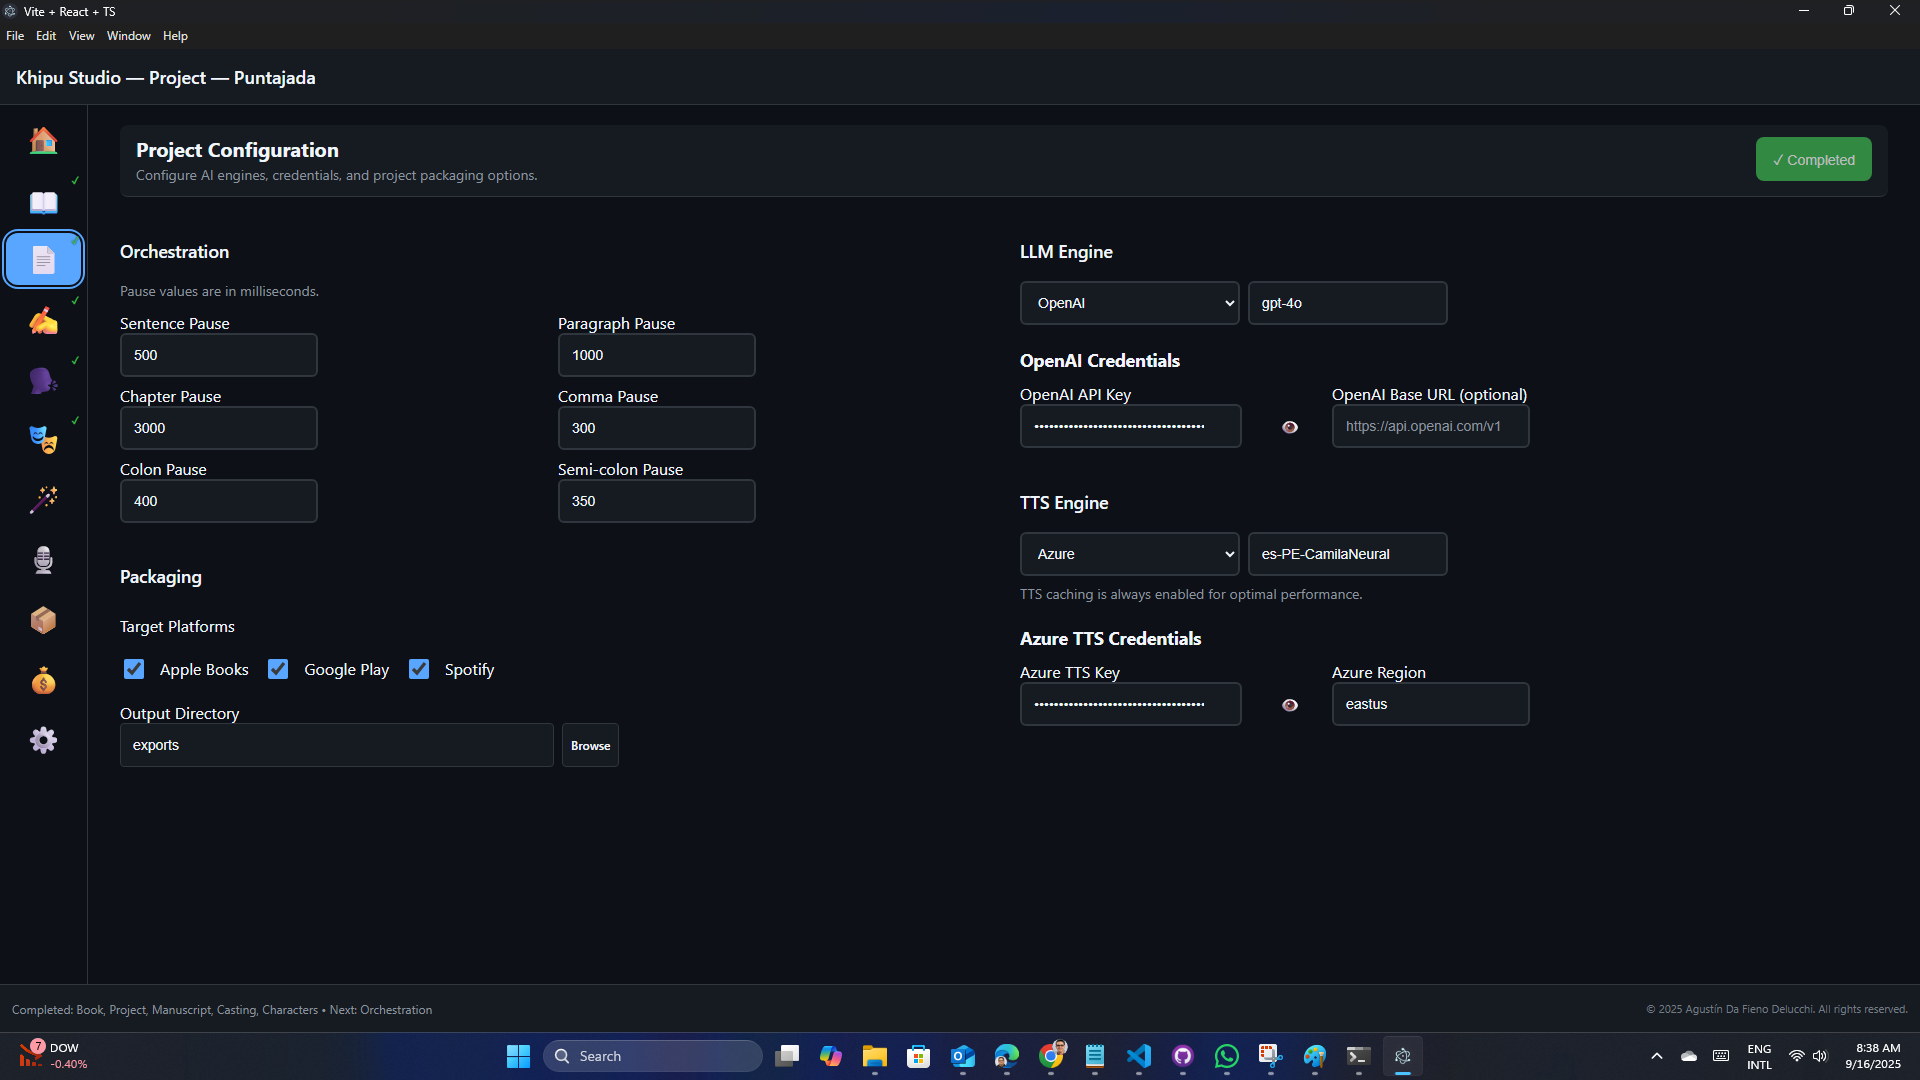 Vite + React + TS
File Edit View Window Help
Khipu Studio — Project — Puntajada
Project Configuration
Configure AI engines, credentials, and project packaging options.
✓ Completed
Orchestration
Pause values are in milliseconds.
Sentence Pause
500
Paragraph Pause
1000
Chapter Pause
3000
Comma Pause
300
Colon Pause
400
Semi-colon Pause
350
Packaging
Target Platforms
Apple Books Google Play Spotify
Output Directory
exports
Browse
LLM Engine
OpenAI
gpt-4o
OpenAI Credentials
OpenAI API Key
OpenAI Base URL (optional)
https://api.openai.com/v1
TTS Engine
Azure
es-PE-CamilaNeural
TTS caching is always enabled for optimal performance.
Azure TTS Credentials
Azure TTS Key
Azure Region
eastus
Completed: Book, Project, Manuscript, Casting, Characters • Next: Orchestration
© 2025 Agustín Da Fieno Delucchi. All rights reserved.
7
DOW
-0.40%
Search
ENG
INTL
8:38 AM
9/16/2025